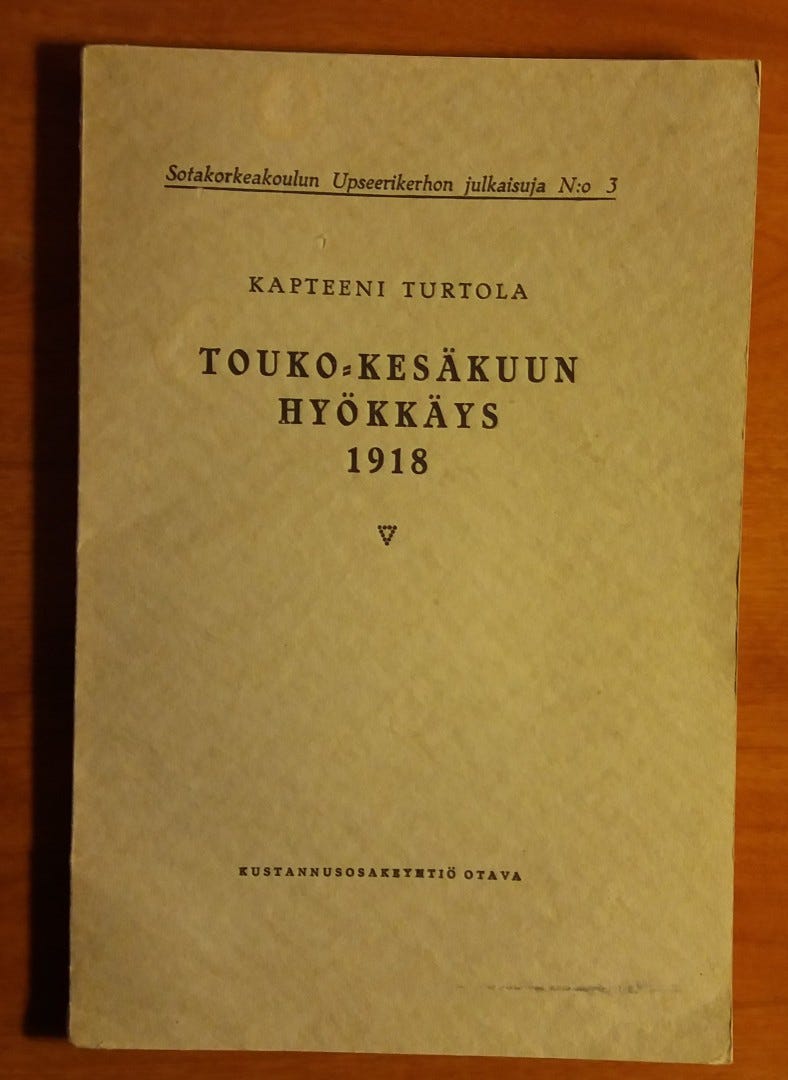 Sotakorkeakoulun Upseerikerhon julkaisuja N:o 3
KAPTEENI TURTOLA
TOUKO-KESÄKUUN
HYÖKKÄYS
1918
KUSTANNUSOSAKEYHTIÖ OTAVA